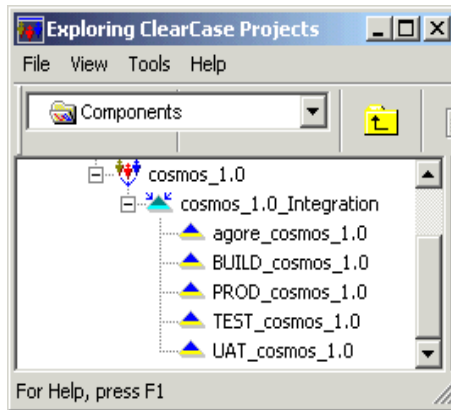 Exploring ClearCase Projects
File View Tools Help
Components
cosmos_1.0
cosmos_1.0_Integration
agore_cosmos_1.0
BUILD_cosmos_1.0
PROD_cosmos_1.0
TEST_cosmos_1.0
UAT_cosmos_1.0
For Help, press F1